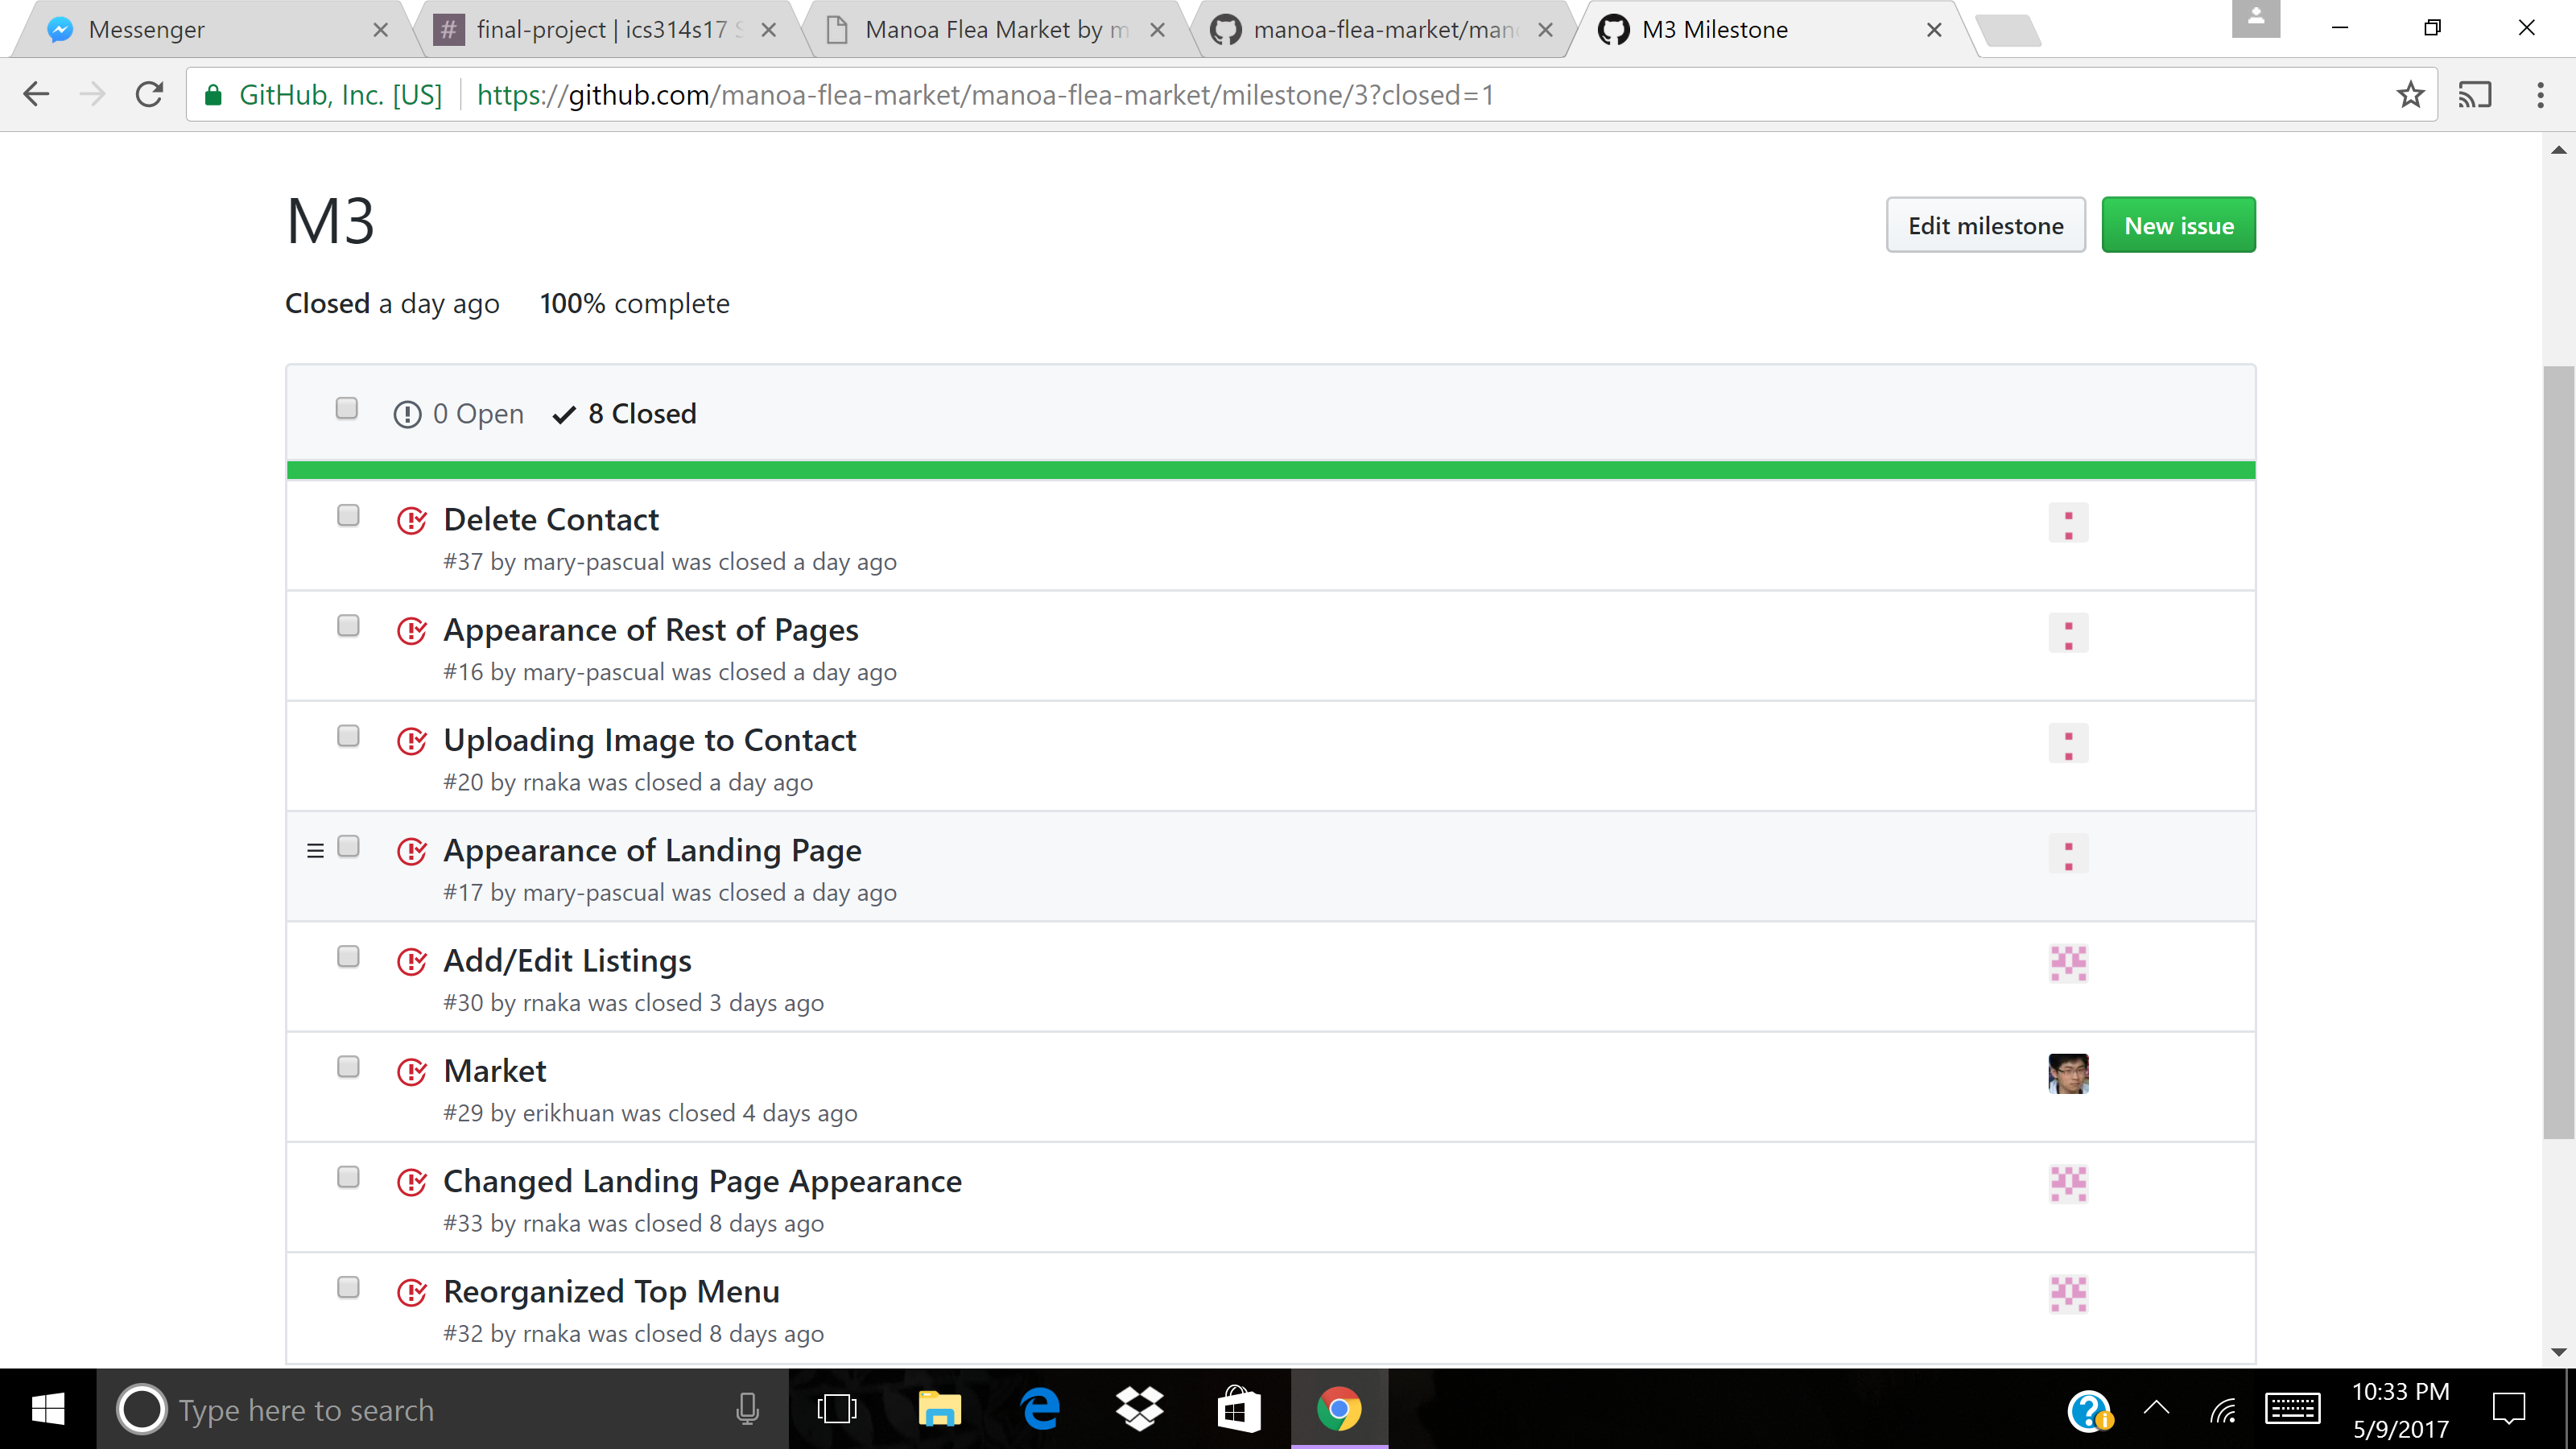 Messenger
final-project | ics314s17 S
Manoa Flea Market by m
manoa-flea-market/mano
M3 Milestone
GitHub, Inc. [US]
https://github.com/manoa-flea-market/manoa-flea-market/milestone/3?closed=1
M3
Edit milestone
New issue
Closed a day ago 100% complete
0 Open 8 Closed
Delete Contact
#37 by mary-pascual was closed a day ago
Appearance of Rest of Pages
#16 by mary-pascual was closed a day ago
Uploading Image to Contact
#20 by rnaka was closed a day ago
Appearance of Landing Page
#17 by mary-pascual was closed a day ago
Add/Edit Listings
#30 by rnaka was closed 3 days ago
Market
#29 by erikhuan was closed 4 days ago
Changed Landing Page Appearance
#33 by rnaka was closed 8 days ago
Reorganized Top Menu
#32 by rnaka was closed 8 days ago
Type here to search
10:33 PM
5/9/2017